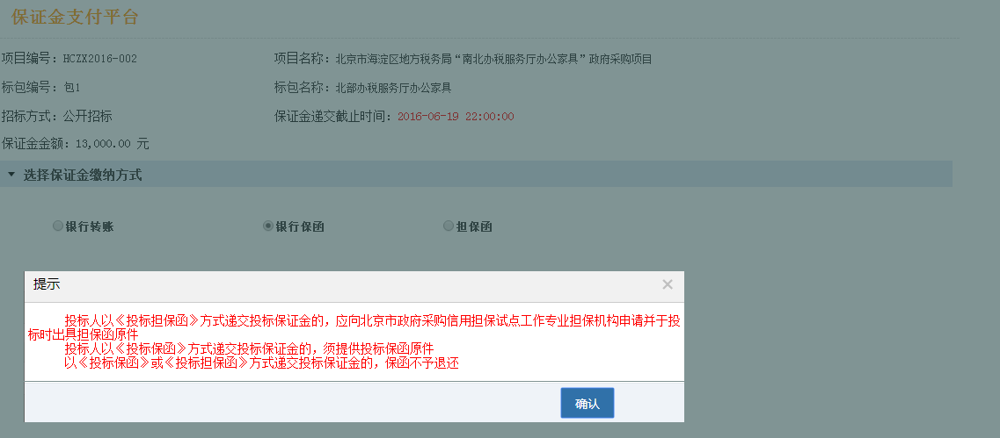 保证金支付平台
项目编号：HCZX2016-002 项目名称：北京市海淀区地方税务局“南北办税服务厅办公家具”政府采购项目
标包编号：包1 标包名称：北部办税服务厅办公家具
招标方式：公开招标 保证金递交截止时间：2016-06-19 22:00:00
保证金金额：13,000.00 元
选择保证金缴纳方式
银行转账 银行保函 担保函
提示
投标人以《投标担保函》方式递交投标保证金的，应向北京市政府采购信用担保试点工作专业担保机构申请并于投
标时出具担保函原件
投标人以《投标保函》方式递交投标保证金的，须提供投标保函原件
以《投标保函》或《投标担保函》方式递交投标保证金的，保函不予退还
确认